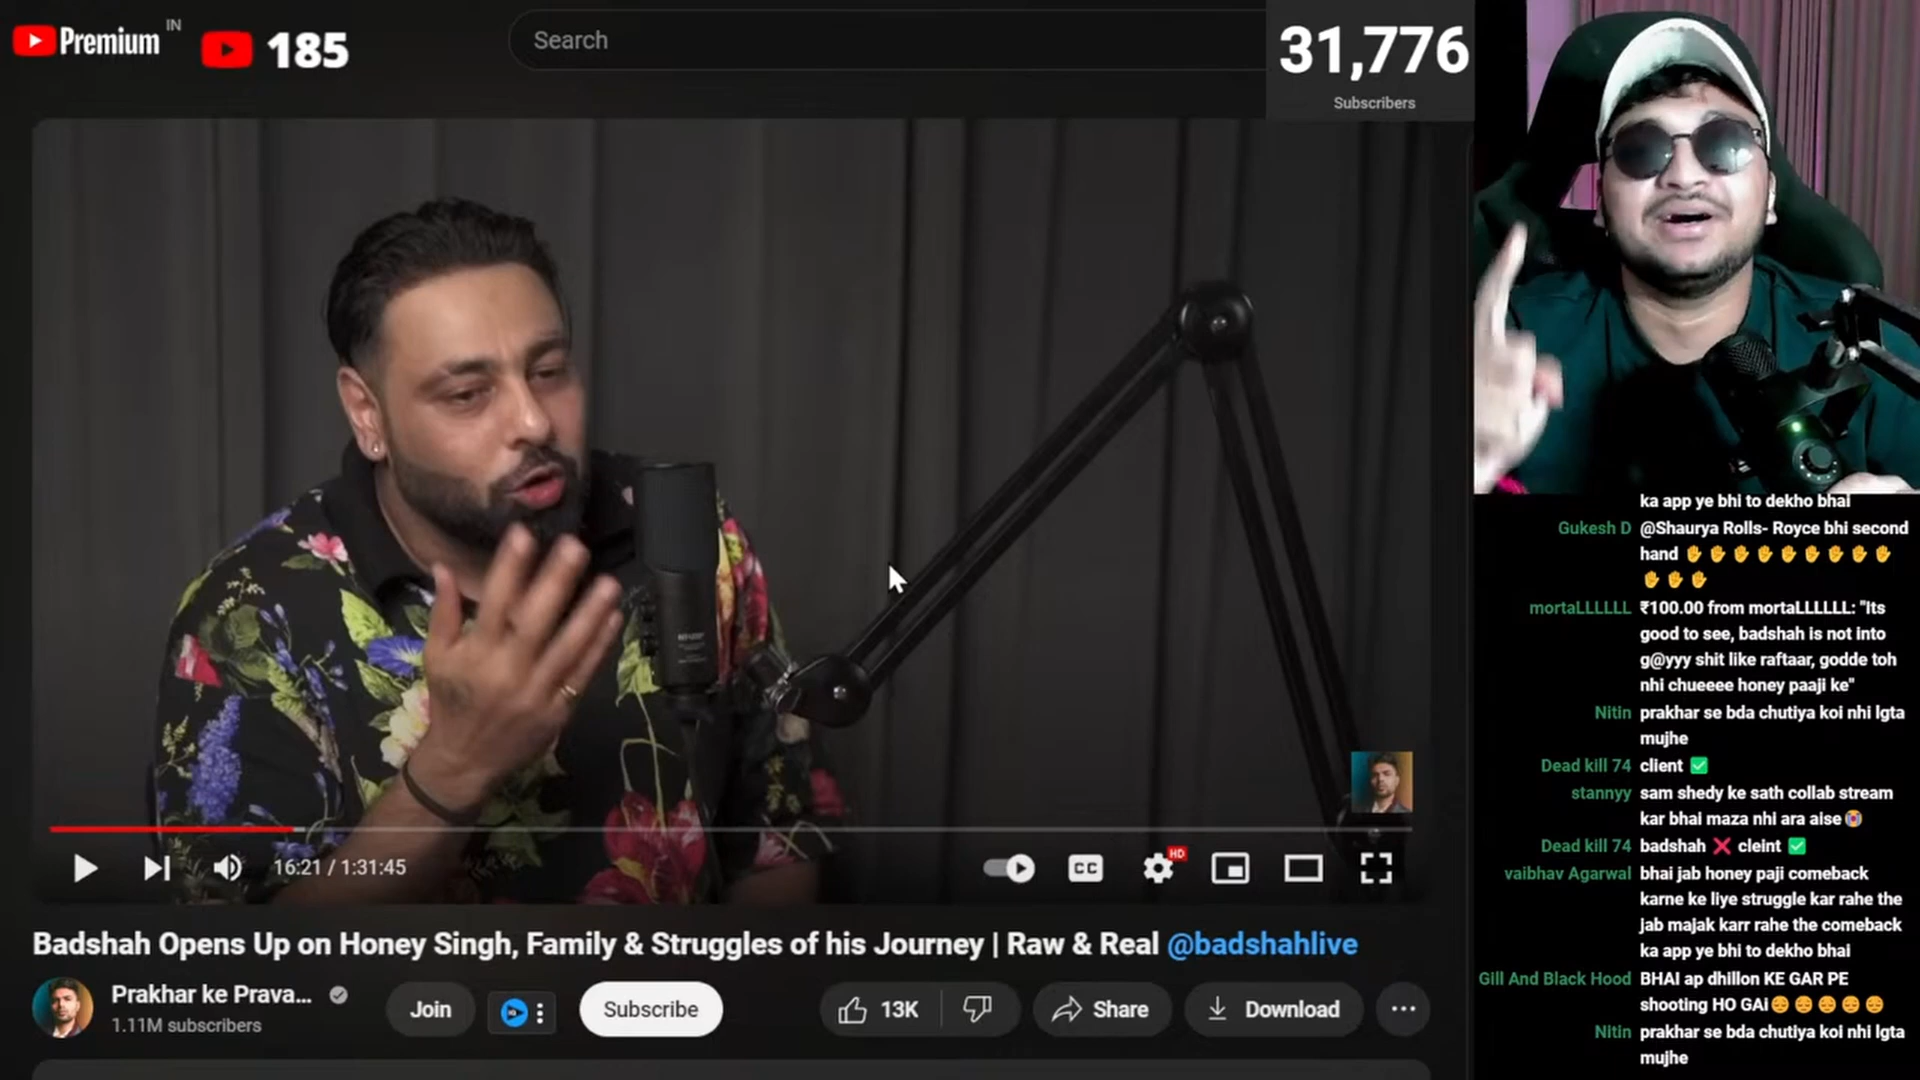 Premium IN
185
Search
31,776
Subscribers
16:21 / 1:31:45
CC
HD
Badshah Opens Up on Honey Singh, Family & Struggles of his Journey | Raw & Real @badshahlive
Prakhar ke Prava...
1.11M subscribers
Join
Subscribe
13K
Share
Download
ka app ye bhi to dekho bhai
Gukesh D @Shaurya Rolls- Royce bhi second
hand ✋✋✋✋✋✋✋✋✋
✋✋✋
mortaLLLLLL ₹100.00 from mortaLLLLLL: "Its
good to see, badshah is not into
g@yyy shit like raftaar, godde toh
nhi chueeee honey paaji ke"
Nitin prakhar se bda chutiya koi nhi lgta
mujhe
Dead kill 74 client ✅
stannyy sam shedy ke sath collab stream
kar bhai maza nhi ara aise😭
Dead kill 74 badshah ❌ cleint ✅
vaibhav Agarwal bhai jab honey paji comeback
karne ke liye struggle kar rahe the
jab majak karr rahe the comeback
ka app ye bhi to dekho bhai
Gill And Black Hood BHAI ap dhillon KE GAR PE
shooting HO GAi😔😔😔😔😔
Nitin prakhar se bda chutiya koi nhi lgta
mujhe